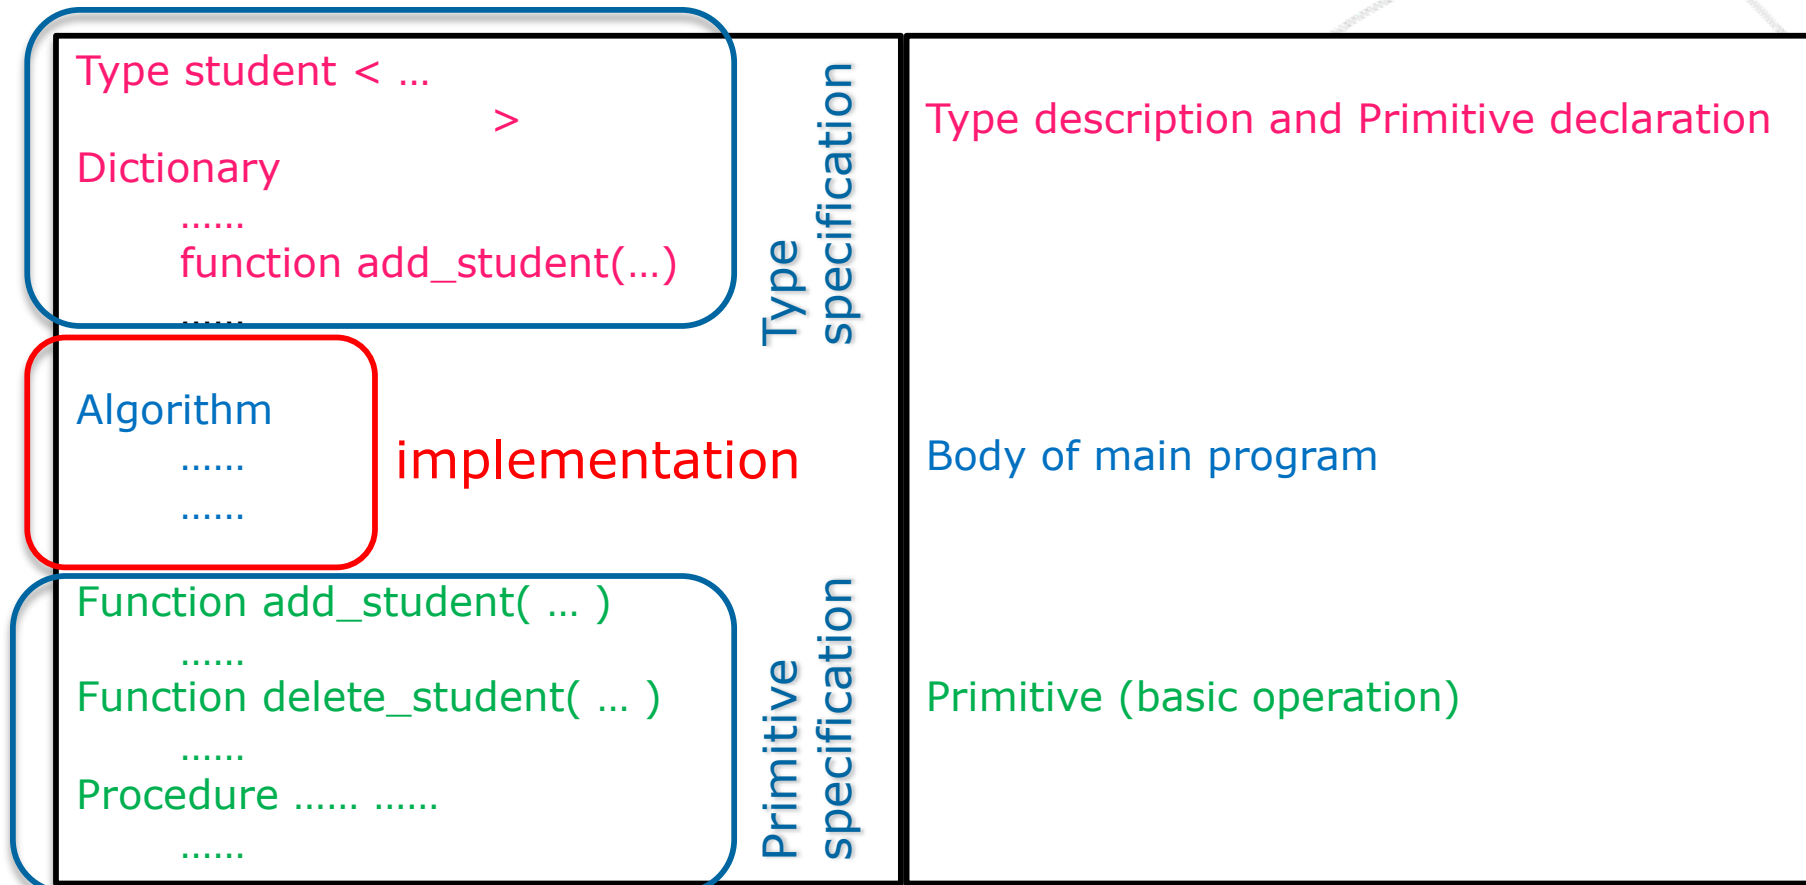 Type student < …
>
Dictionary
……
function add_student(…)
……
Type
specification
Type description and Primitive declaration
Algorithm
……
……
implementation
Body of main program
Function add_student( … )
……
Function delete_student( … )
……
Procedure …… ……
……
Primitive
specification
Primitive (basic operation)